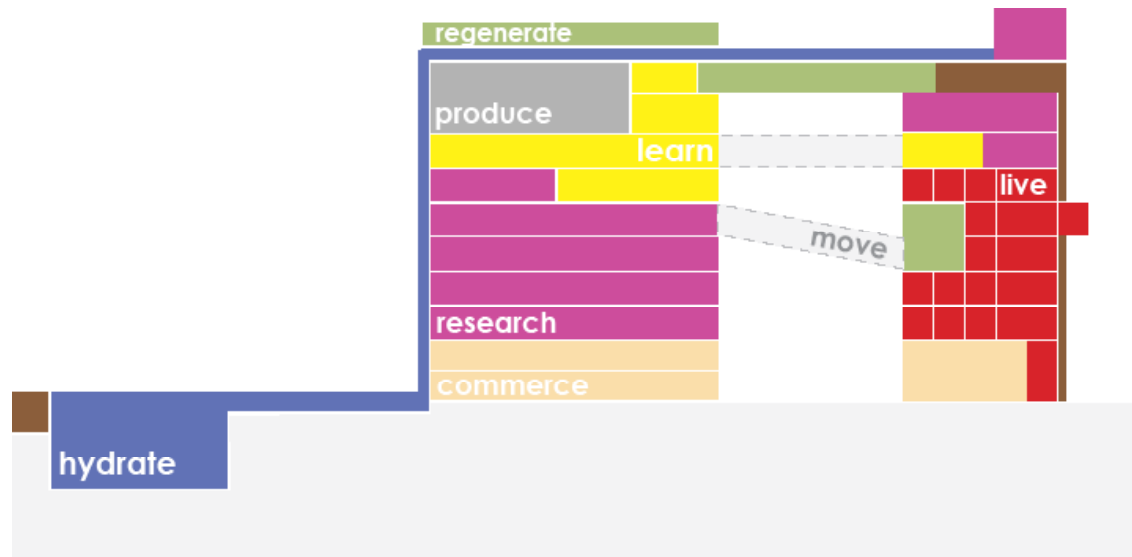 regenerate
produce
learn
live
move
research
commerce
hydrate